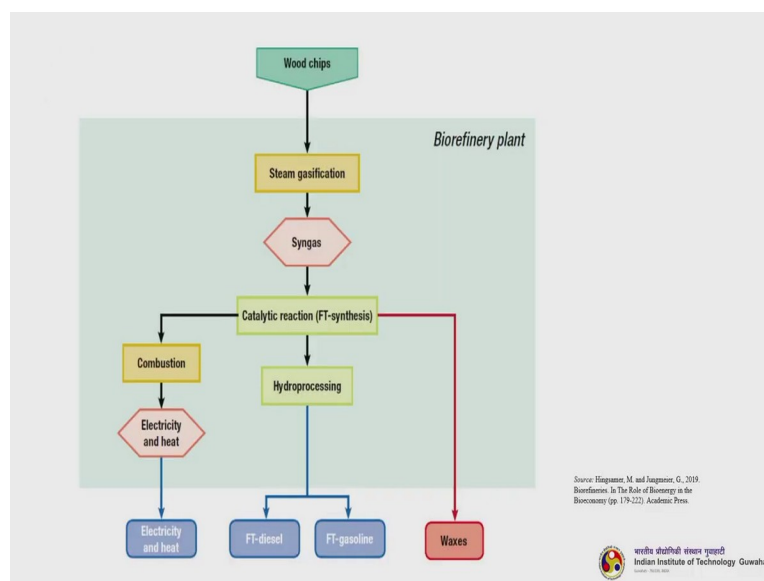 Wood chips
Biorefinery plant
Steam gasification
Syngas
Catalytic reaction (FT-synthesis)
Combustion
Hydroprocessing
Electricity
and heat
Electricity
and heat
FT-diesel
FT-gasoline
Waxes
Source: Hingsamer, M. and Jungmeier, G., 2019.
Biorefineries. In The Role of Bioenergy in the
Bioeconomy (pp. 179-222). Academic Press.
भारतीय प्रौद्योगिकी संस्थान गुवाहाटी
Indian Institute of Technology Guwaha